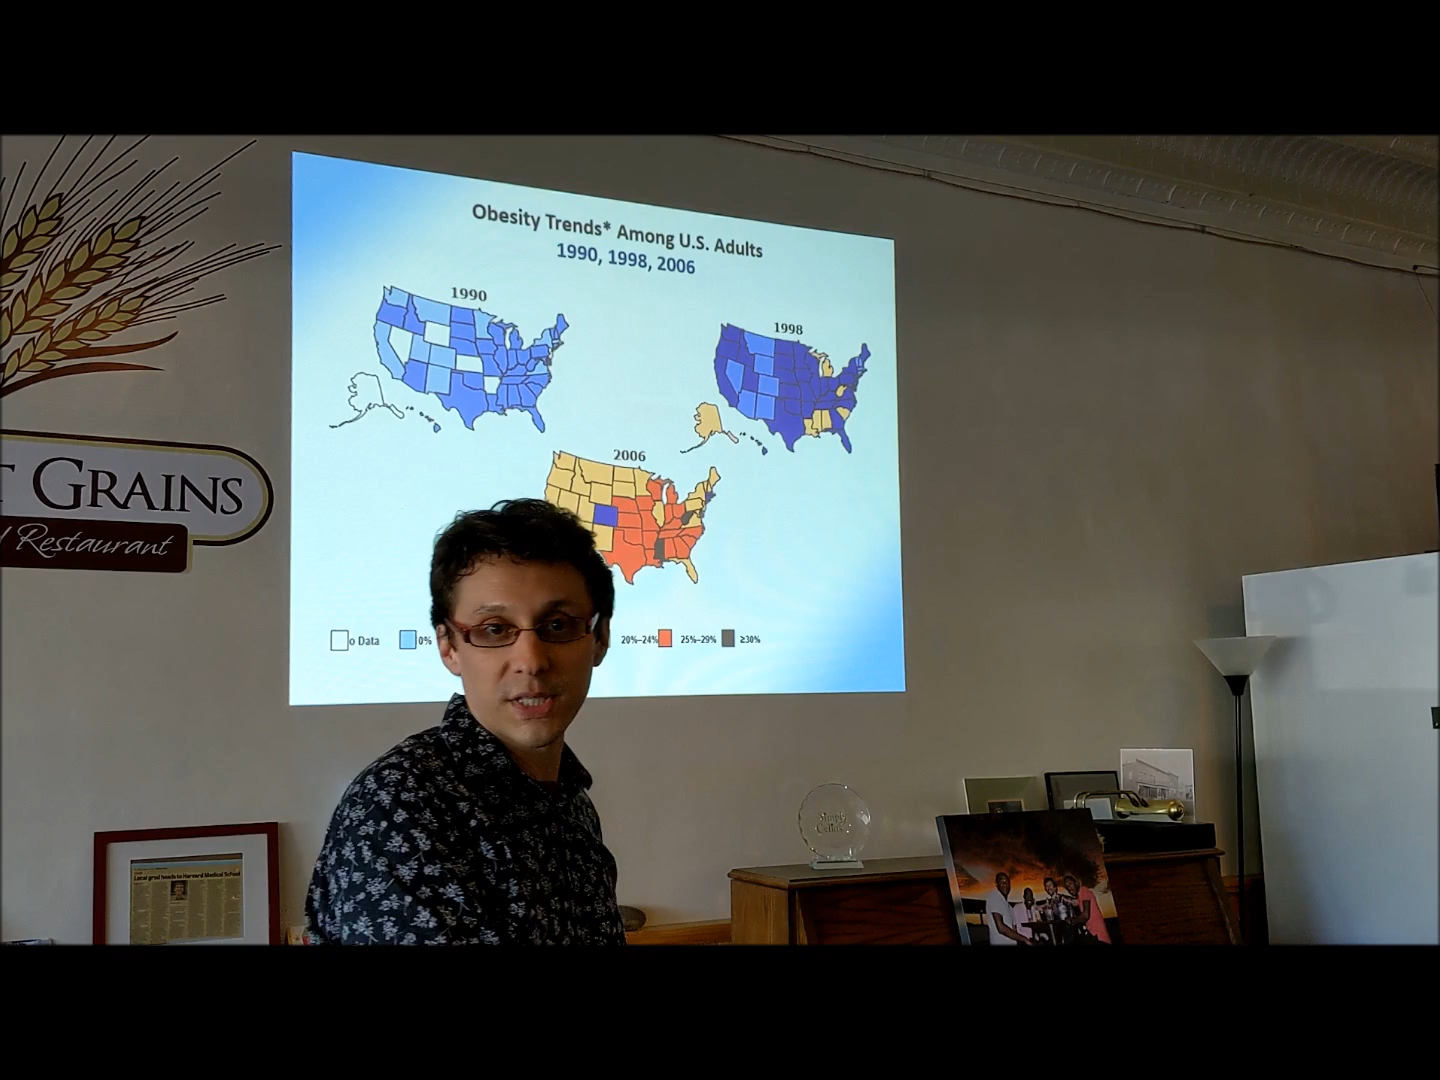 Obesity Trends* Among U.S. Adults
1990, 1998, 2006
1990
1998
2006
o Data
0%
20%–24%
25%–29%
≥30%
GRAINS
Restaurant
Local grad heads to Harvard Medical School
Simply